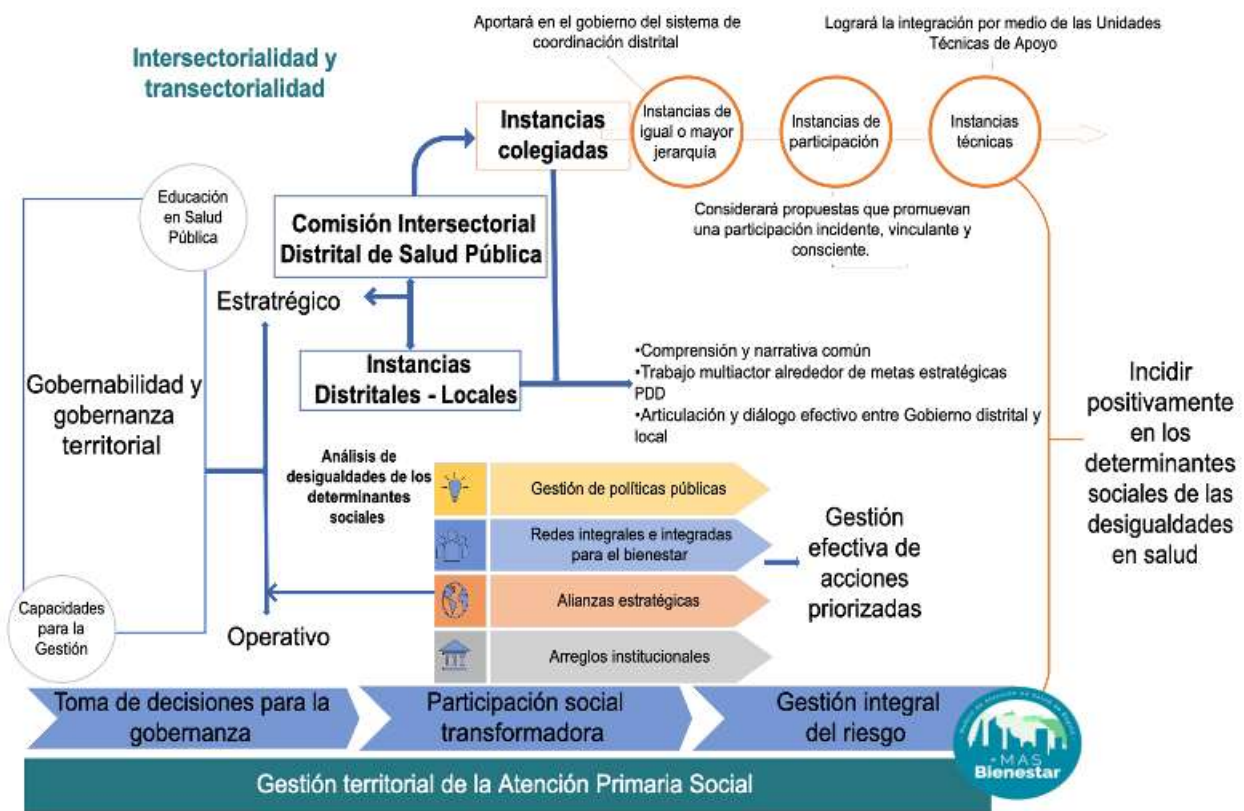 Aportará en el gobierno del sistema de
coordinación distrital
Logrará la integración por medio de las Unidades
Técnicas de Apoyo
Intersectorialidad y
transectorialidad
Instancias
colegiadas
Instancias de
igual o mayor
jerarquía
Instancias de
participación
Instancias
técnicas
Educación
en Salud
Pública
Comisión Intersectorial
Distrital de Salud Pública
Considerará propuestas que promuevan
una participación incidente, vinculante y
consciente.
Estratégico
Instancias
Distritales - Locales
•Comprensión y narrativa común
•Trabajo multiactor alrededor de metas estratégicas
PDD
•Articulación y diálogo efectivo entre Gobierno distrital y
local
Gobernabilidad y
gobernanza
territorial
Incidir
positivamente
en los
determinantes
sociales de las
desigualdades
en salud
Análisis de
desigualdades de los
determinantes
sociales
Gestión de políticas públicas
Redes integrales e integradas
para el bienestar
Alianzas estratégicas
Arreglos institucionales
Gestión
efectiva de
acciones
priorizadas
Capacidades
para la
Gestión
Operativo
Toma de decisiones para la
gobernanza
Participación social
transformadora
Gestión integral
del riesgo
MAS
Bienestar
Gestión territorial de la Atención Primaria Social